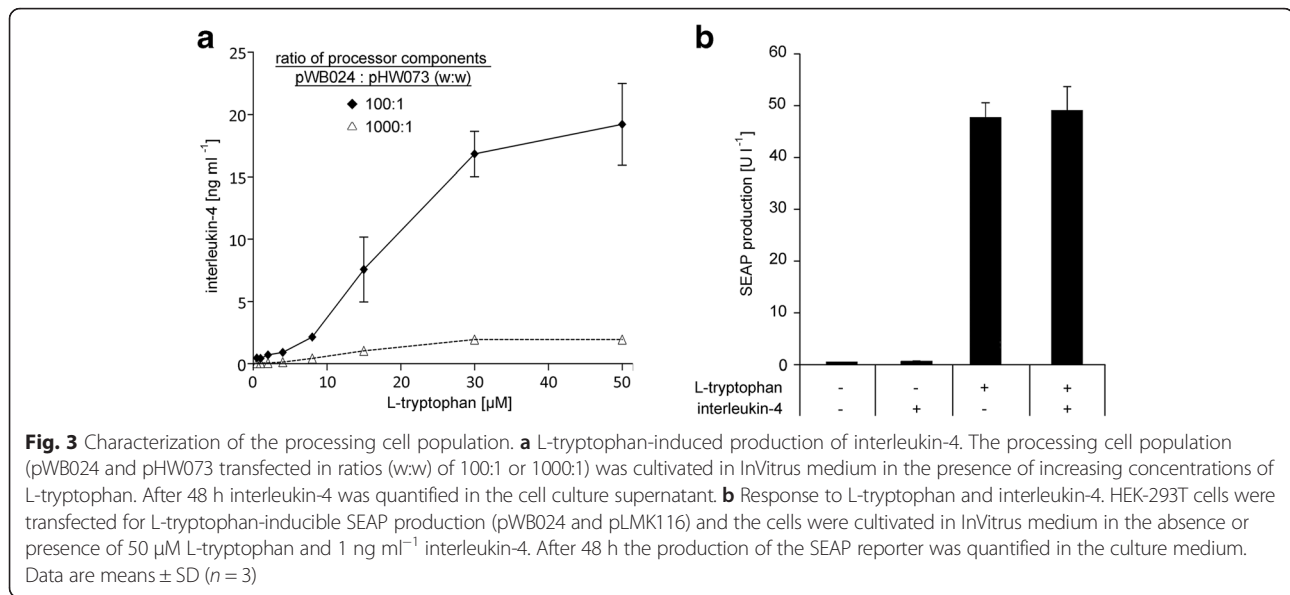 a
ratio of processor components
pWB024 : pHW073 (w:w)
◆ 100:1
△ 1000:1
interleukin-4 [ng ml⁻¹]
25
20
15
10
5
0
0 10 20 30 40 50
L-tryptophan [µM]
b
SEAP production [U l⁻¹]
60
50
40
30
20
10
0
L-tryptophan - - + +
interleukin-4 - + - +
Fig. 3 Characterization of the processing cell population. a L-tryptophan-induced production of interleukin-4. The processing cell population
(pWB024 and pHW073 transfected in ratios (w:w) of 100:1 or 1000:1) was cultivated in InVitrus medium in the presence of increasing concentrations of
L-tryptophan. After 48 h interleukin-4 was quantified in the cell culture supernatant. b Response to L-tryptophan and interleukin-4. HEK-293T cells were
transfected for L-tryptophan-inducible SEAP production (pWB024 and pLMK116) and the cells were cultivated in InVitrus medium in the absence or
presence of 50 µM L-tryptophan and 1 ng ml⁻¹ interleukin-4. After 48 h the production of the SEAP reporter was quantified in the culture medium.
Data are means ± SD (n = 3)